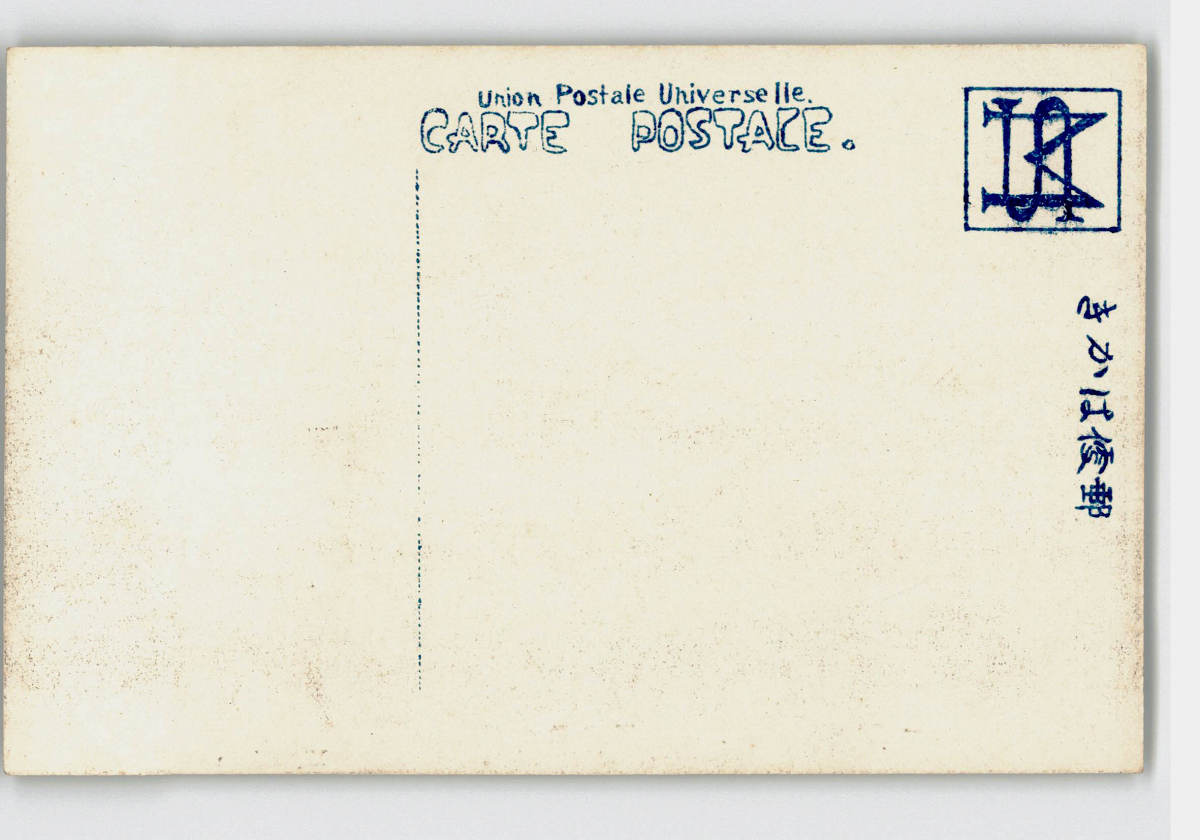 Union Postale Universelle.
CARTE POSTALE.
きかは便郵